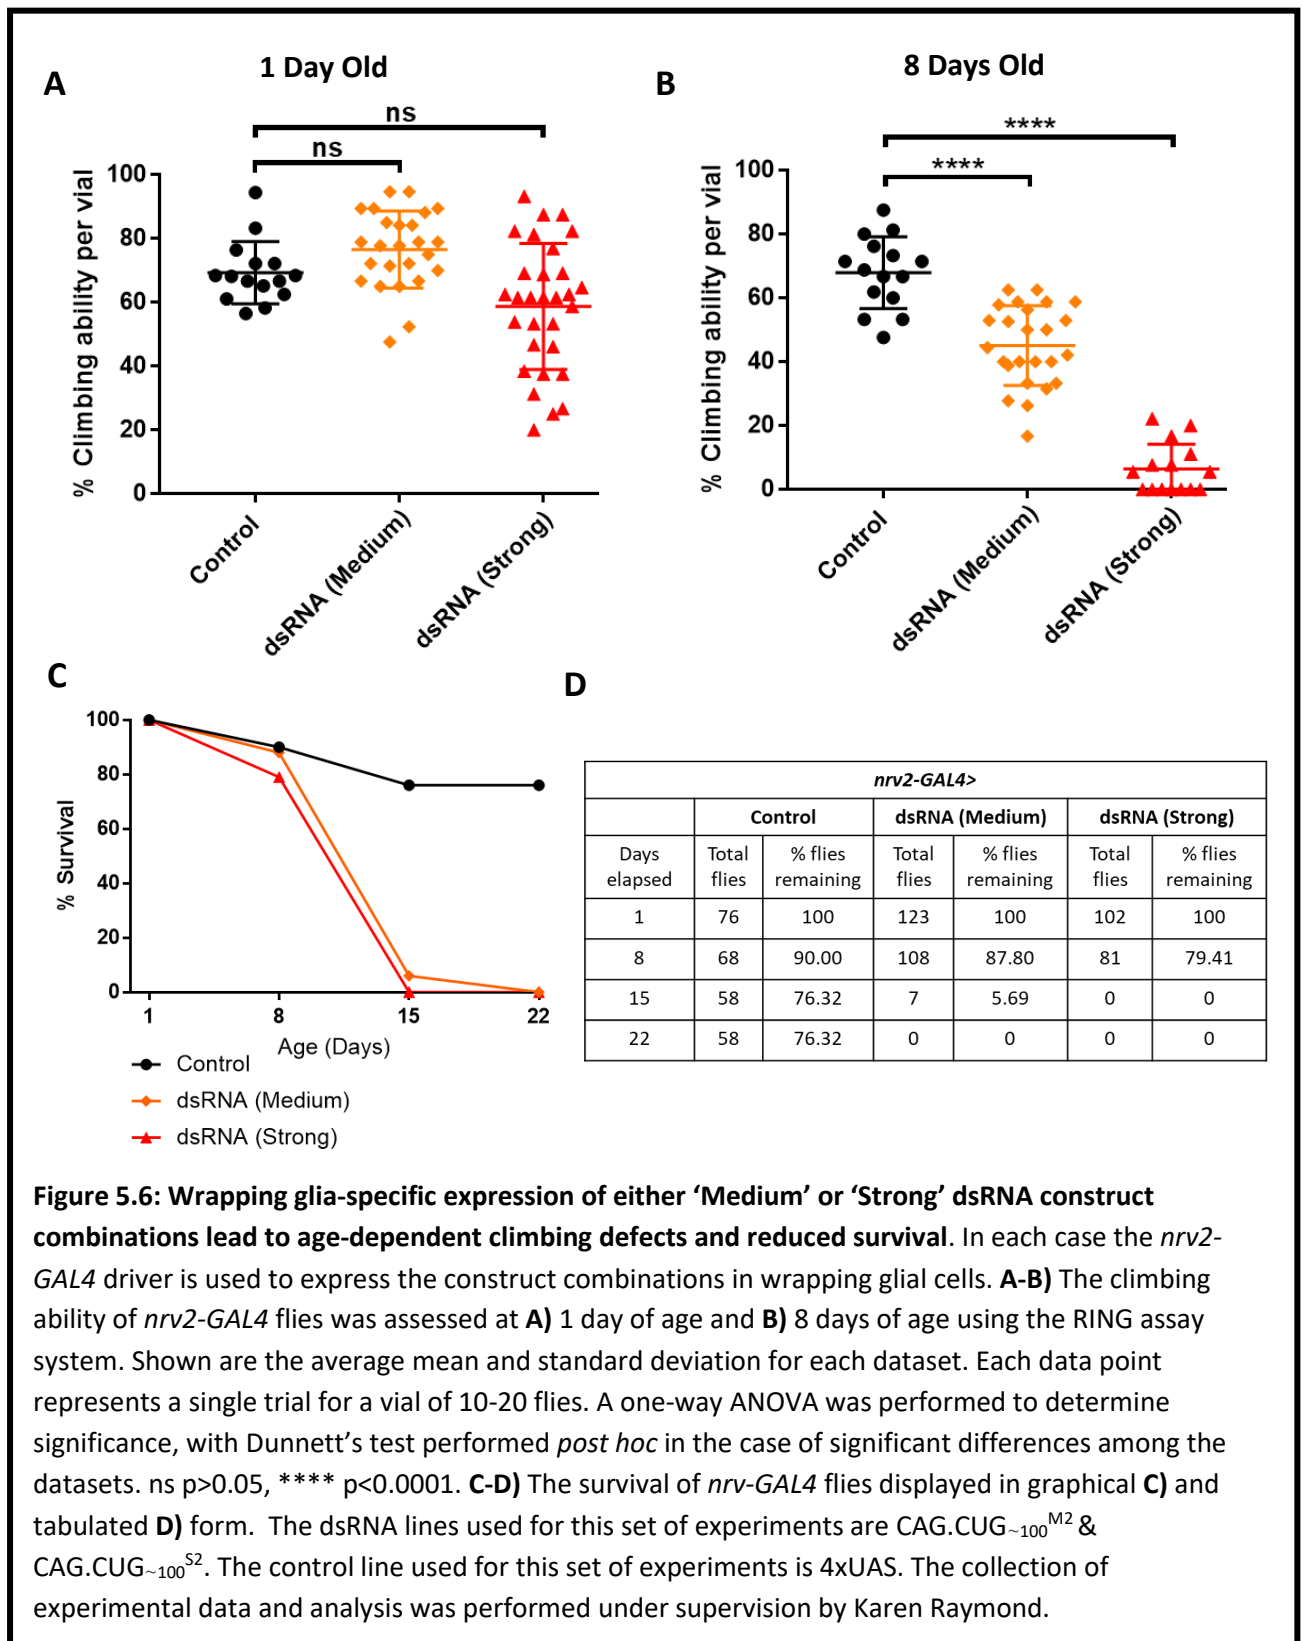 A
1 Day Old
ns
ns
% Climbing ability per vial
100
80
60
40
20
0
Control
dsRNA (Medium)
dsRNA (Strong)
B
8 Days Old
****
****
% Climbing ability per vial
100
80
60
40
20
0
Control
dsRNA (Medium)
dsRNA (Strong)
C
% Survival
100
80
60
40
20
0
1 8 15 22
Age (Days)
Control
dsRNA (Medium)
dsRNA (Strong)
D
nrv2-GAL4>
Control dsRNA (Medium) dsRNA (Strong)
Days elapsed Total flies % flies remaining Total flies % flies remaining Total flies % flies remaining
1 76 100 123 100 102 100
8 68 90.00 108 87.80 81 79.41
15 58 76.32 7 5.69 0 0
22 58 76.32 0 0 0 0
Figure 5.6: Wrapping glia-specific expression of either ‘Medium’ or ‘Strong’ dsRNA construct
combinations lead to age-dependent climbing defects and reduced survival. In each case the nrv2-
GAL4 driver is used to express the construct combinations in wrapping glial cells. A-B) The climbing
ability of nrv2-GAL4 flies was assessed at A) 1 day of age and B) 8 days of age using the RING assay
system. Shown are the average mean and standard deviation for each dataset. Each data point
represents a single trial for a vial of 10-20 flies. A one-way ANOVA was performed to determine
significance, with Dunnett’s test performed post hoc in the case of significant differences among the
datasets. ns p>0.05, **** p<0.0001. C-D) The survival of nrv-GAL4 flies displayed in graphical C) and
tabulated D) form. The dsRNA lines used for this set of experiments are CAG.CUG~100M2 &
CAG.CUG~100S2. The control line used for this set of experiments is 4xUAS. The collection of
experimental data and analysis was performed under supervision by Karen Raymond.